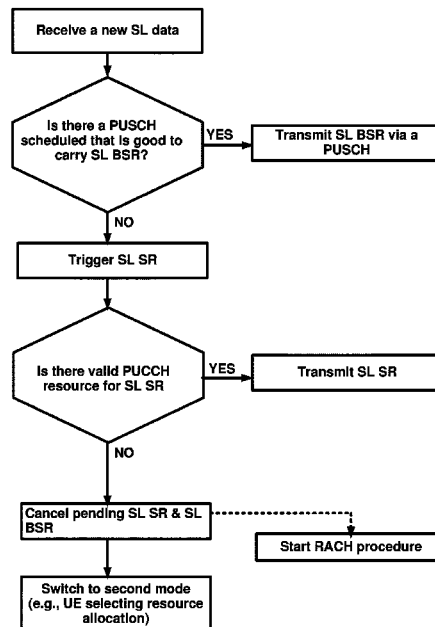 Receive a new SL data
Is there a PUSCH
scheduled that is good to
carry SL BSR?
YES
Transmit SL BSR via a
PUSCH
NO
Trigger SL SR
Is there valid PUCCH
resource for SL SR
YES
Transmit SL SR
NO
Cancel pending SL SR & SL
BSR
Start RACH procedure
Switch to second mode
(e.g., UE selecting resource
allocation)